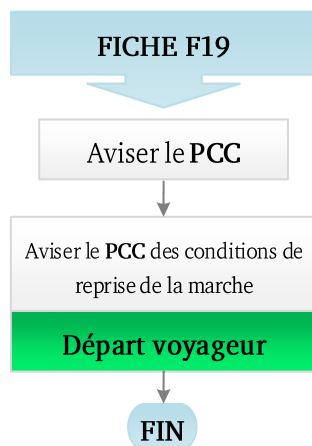 FICHE F19
Aviser le PCC
Aviser le PCC des conditions de
reprise de la marche
Départ voyageur
FIN